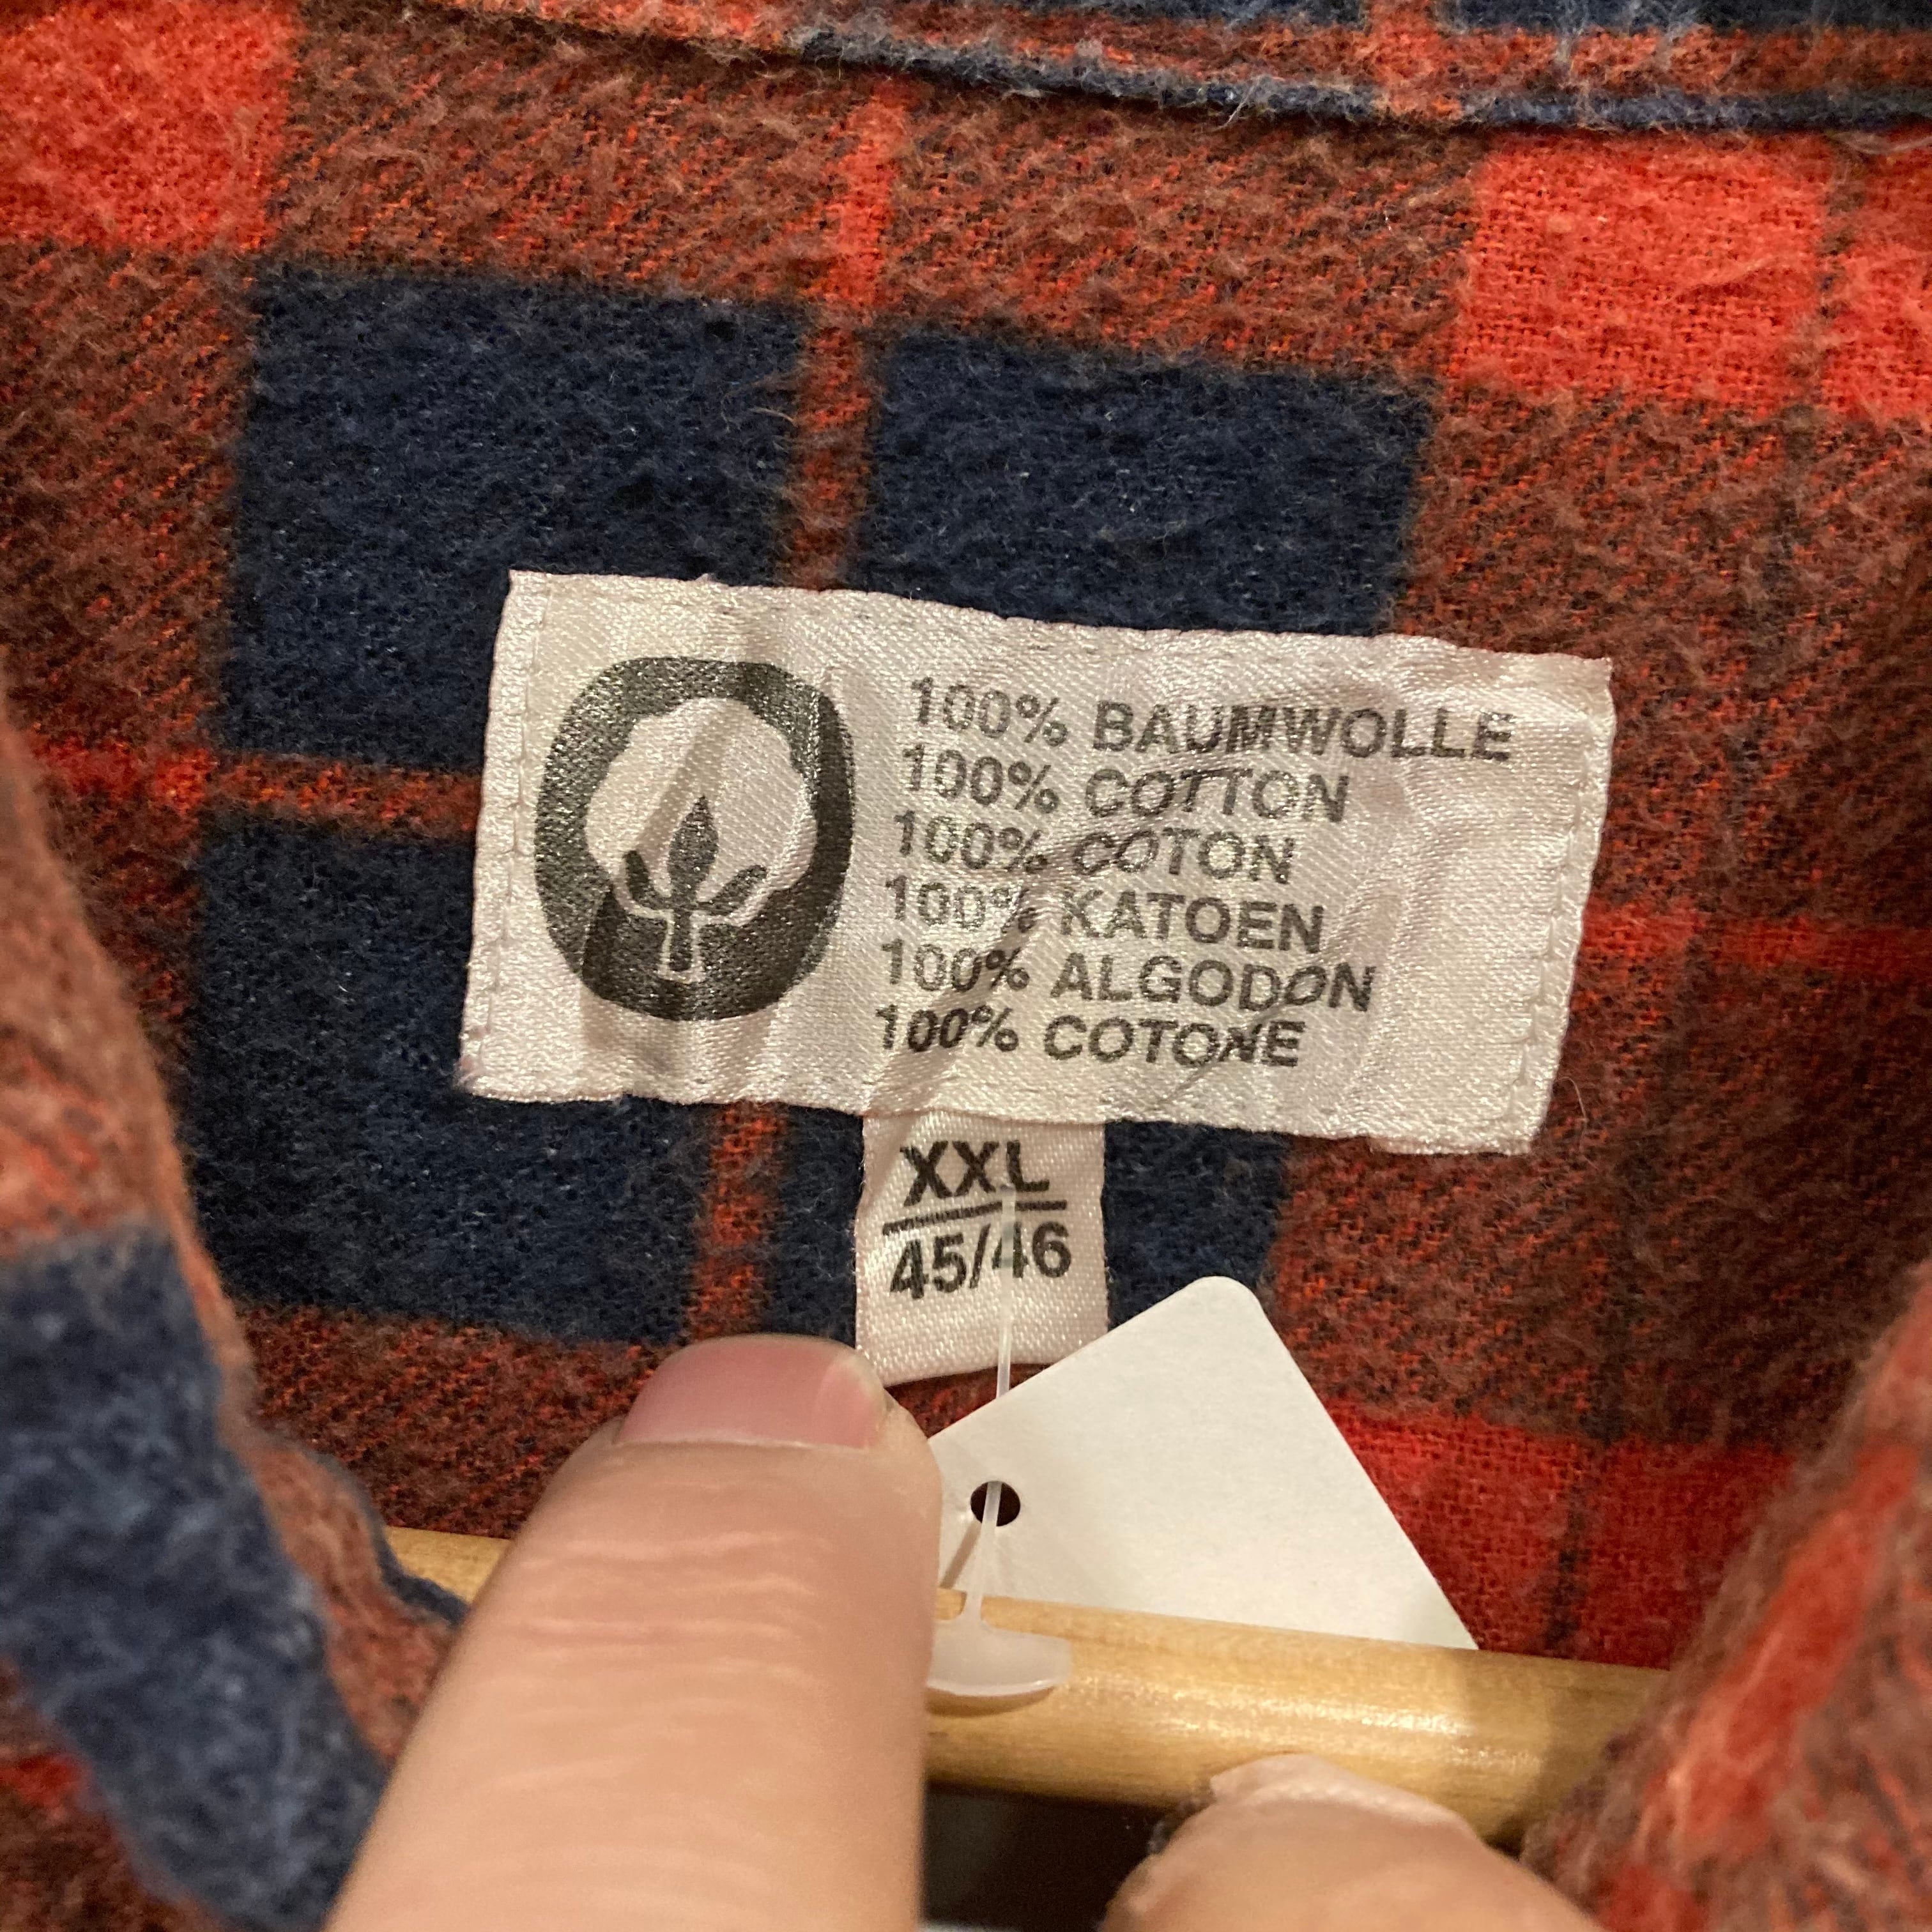 100% BAUMWOLLE
100% COTTON
100% COTON
100% KATOEN
100% ALGODON
100% COTONE
XXL
45/46